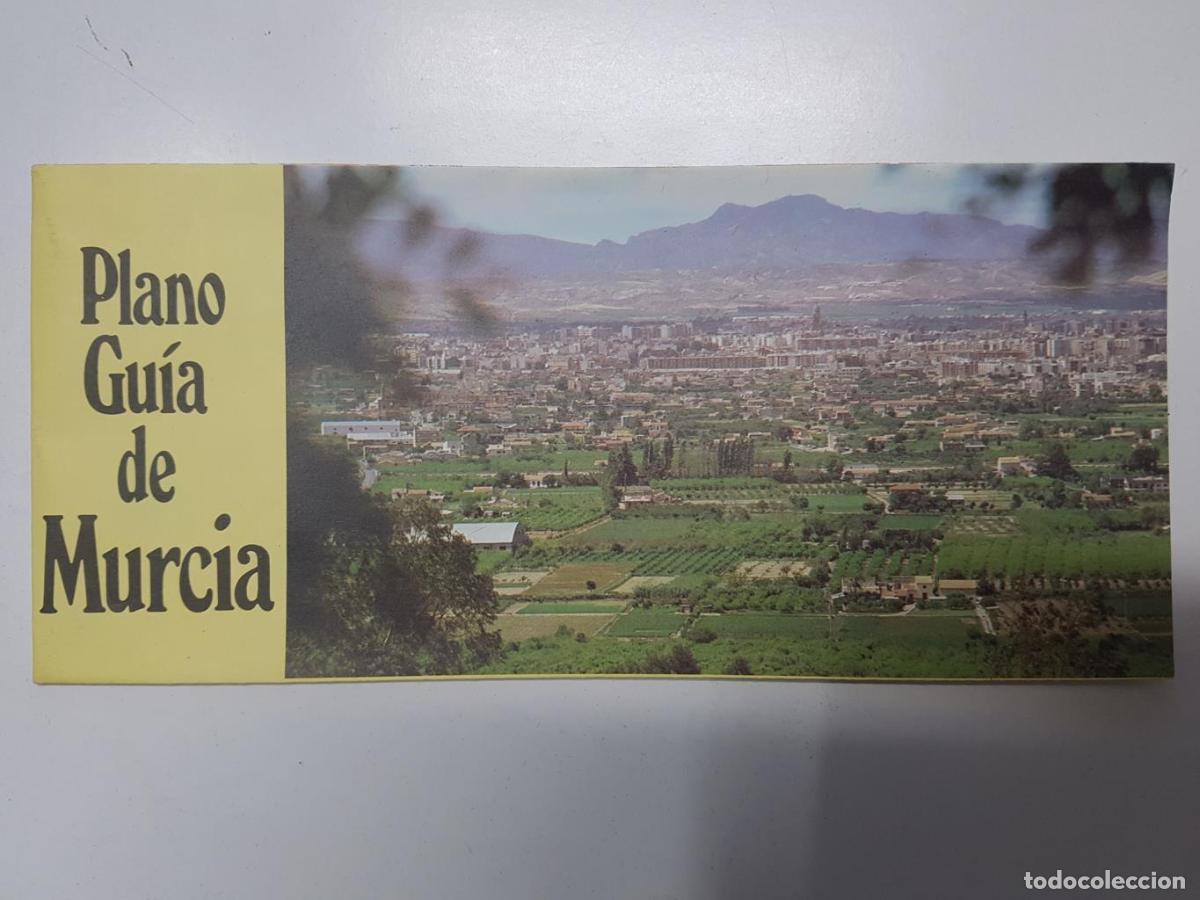 Plano
Guía
de
Murcia
todocoleccion